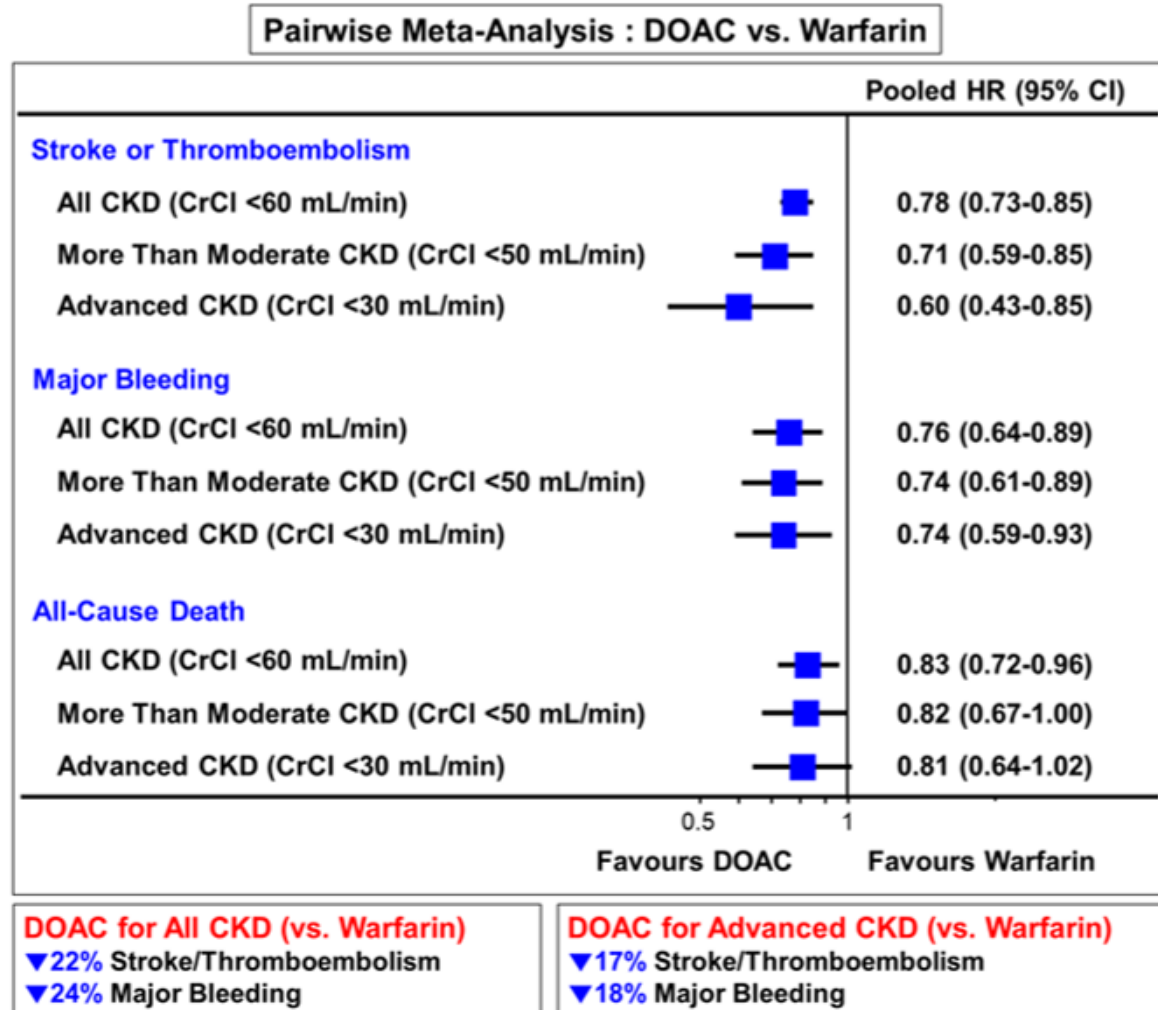 Pairwise Meta-Analysis : DOAC vs. Warfarin
Pooled HR (95% CI)
Stroke or Thromboembolism
All CKD (CrCl <60 mL/min) 0.78 (0.73-0.85)
More Than Moderate CKD (CrCl <50 mL/min) 0.71 (0.59-0.85)
Advanced CKD (CrCl <30 mL/min) 0.60 (0.43-0.85)
Major Bleeding
All CKD (CrCl <60 mL/min) 0.76 (0.64-0.89)
More Than Moderate CKD (CrCl <50 mL/min) 0.74 (0.61-0.89)
Advanced CKD (CrCl <30 mL/min) 0.74 (0.59-0.93)
All-Cause Death
All CKD (CrCl <60 mL/min) 0.83 (0.72-0.96)
More Than Moderate CKD (CrCl <50 mL/min) 0.82 (0.67-1.00)
Advanced CKD (CrCl <30 mL/min) 0.81 (0.64-1.02)
0.5 1
Favours DOAC Favours Warfarin
DOAC for All CKD (vs. Warfarin)
▼22% Stroke/Thromboembolism
▼24% Major Bleeding
DOAC for Advanced CKD (vs. Warfarin)
▼17% Stroke/Thromboembolism
▼18% Major Bleeding